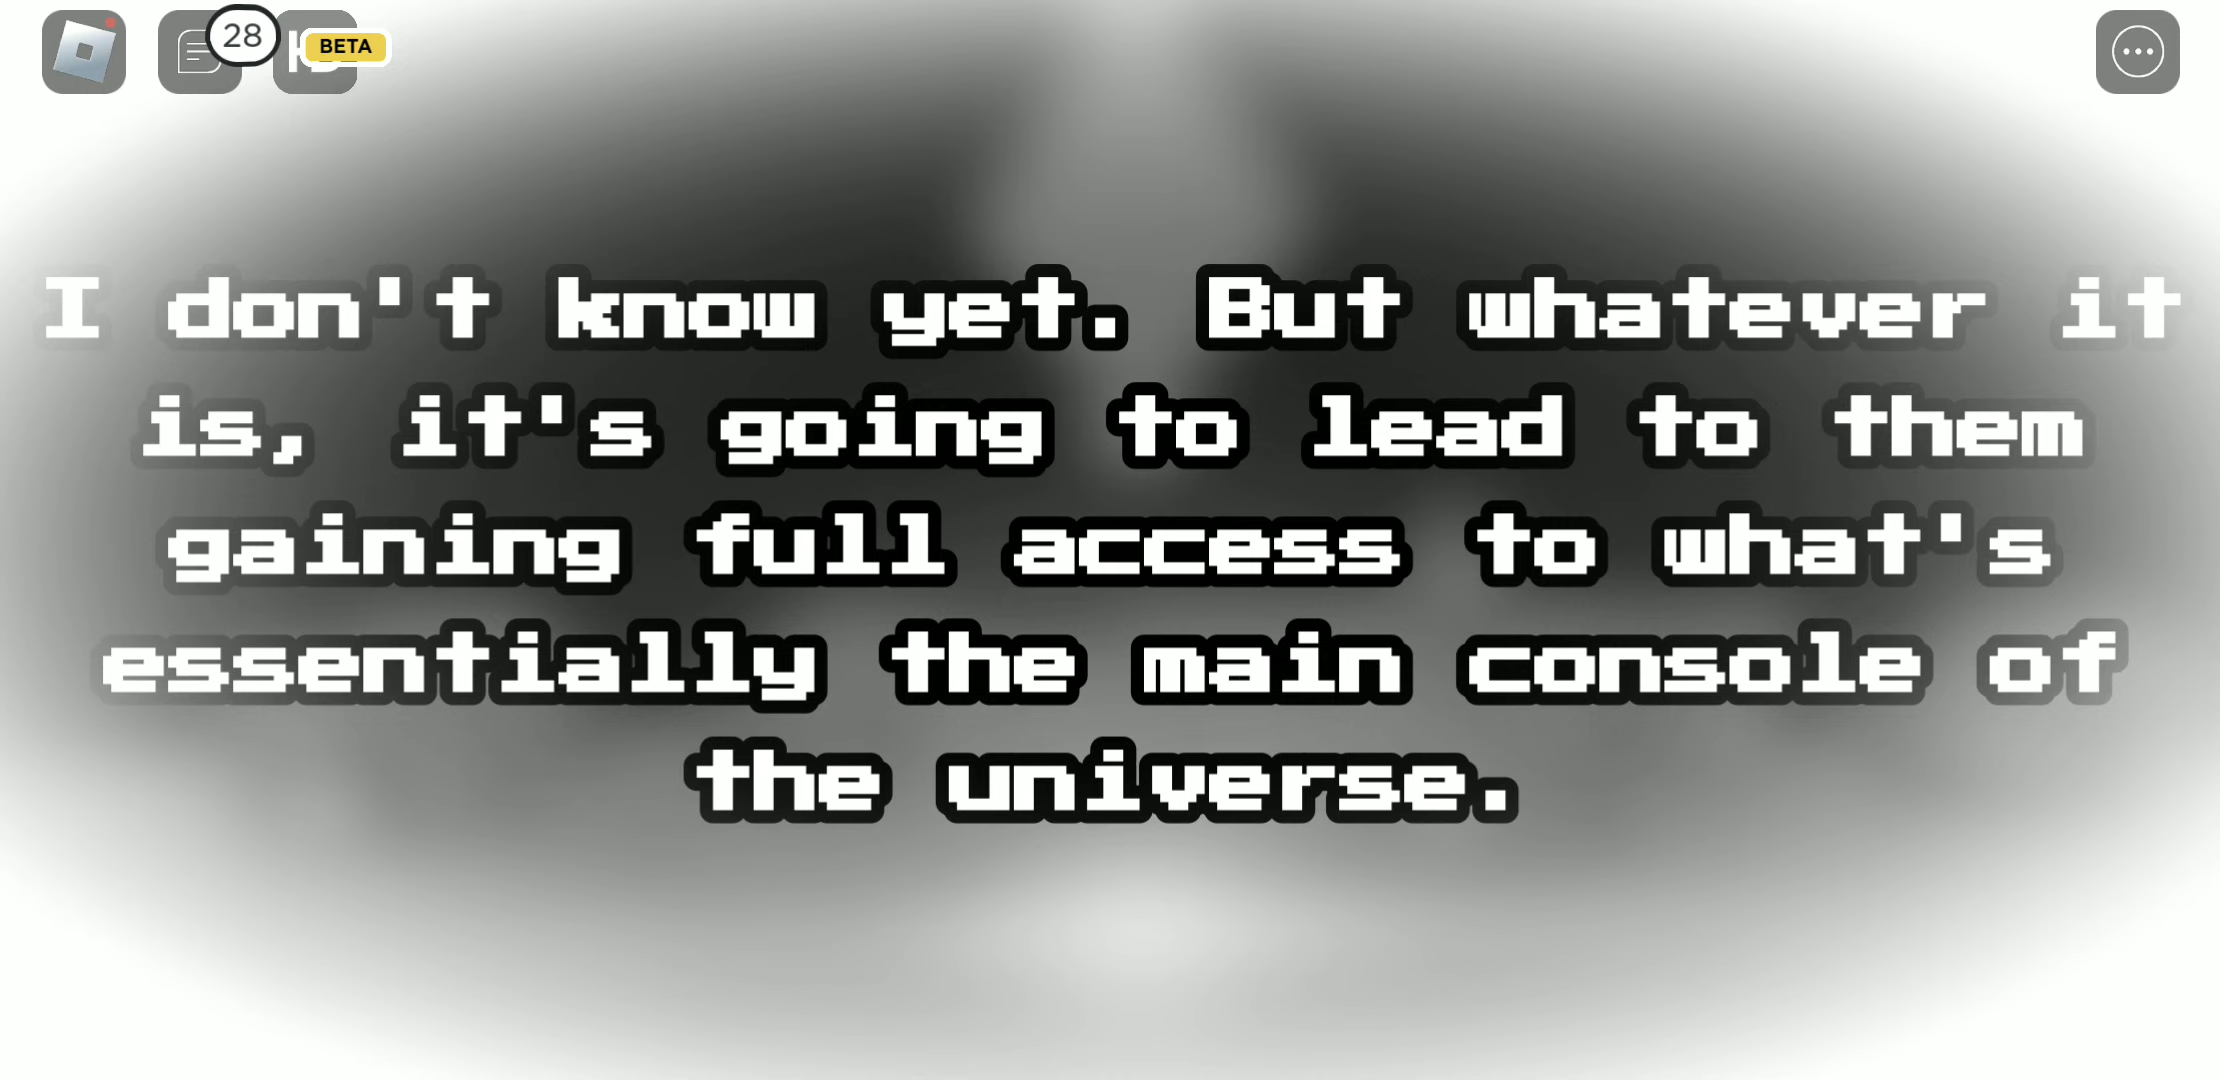 28
BETA
I don't know yet. But whatever it
is, it's going to lead to them
gaining full access to what's
essentially the main console of
the universe.